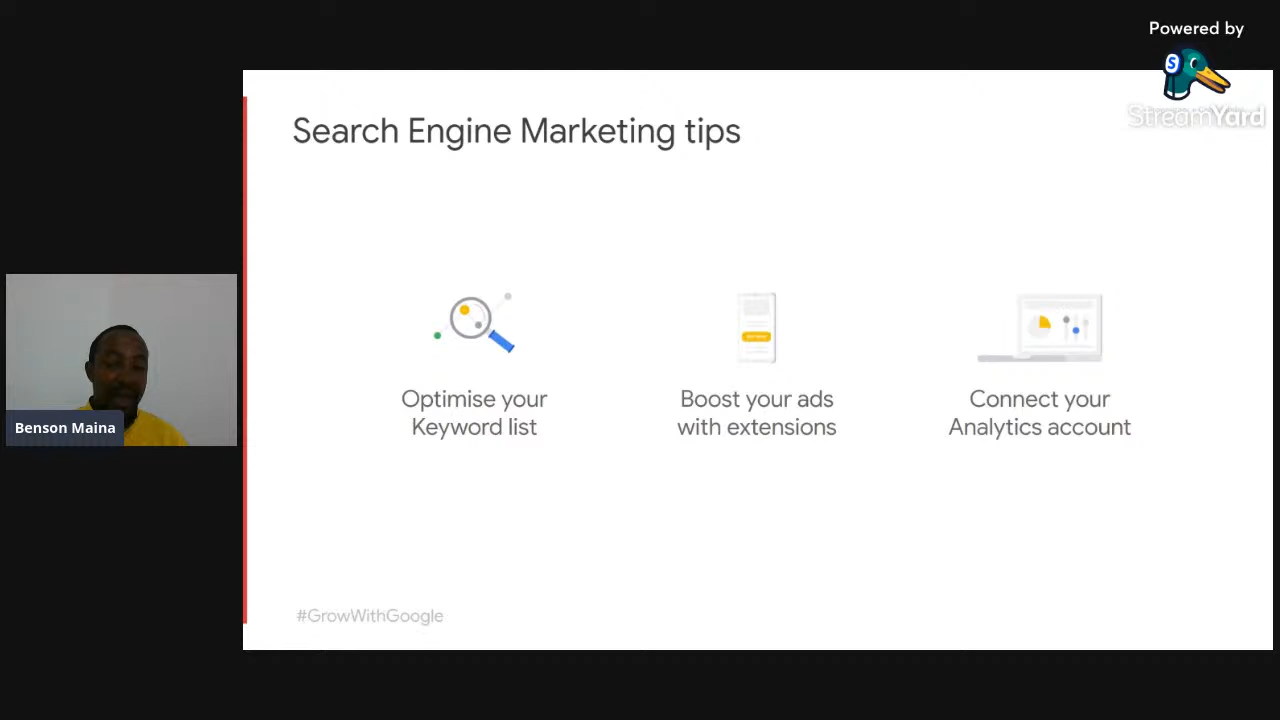 Powered by
StreamYard
Search Engine Marketing tips
Optimise your
Keyword list
Boost your ads
with extensions
Connect your
Analytics account
Benson Maina
#GrowWithGoogle